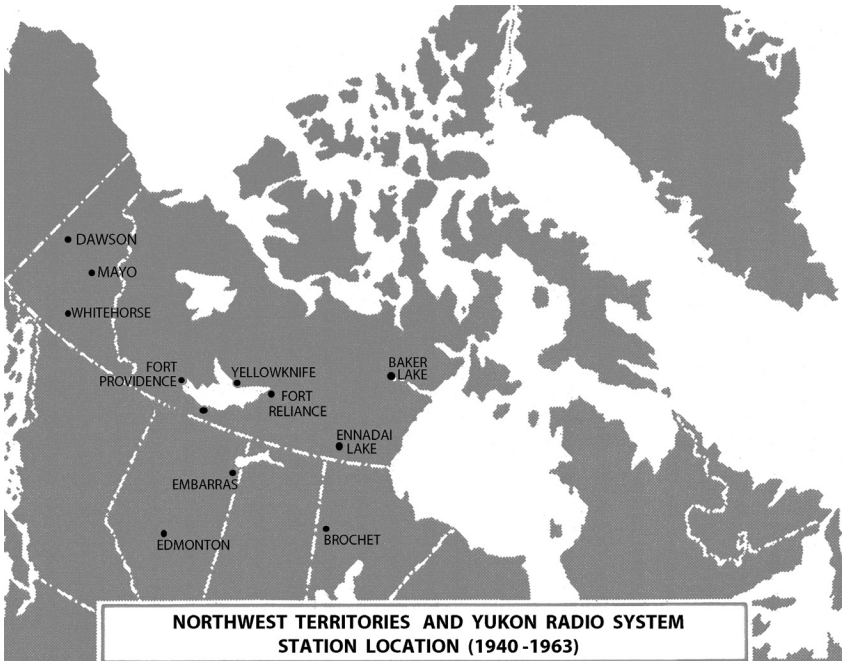 DAWSON
MAYO
WHITEHORSE
FORT
PROVIDENCE
YELLOWKNIFE
FORT
RELIANCE
BAKER
LAKE
ENNADAI
LAKE
EMBARRAS
EDMONTON
BROCHET
NORTHWEST TERRITORIES AND YUKON RADIO SYSTEM
STATION LOCATION (1940-1963)